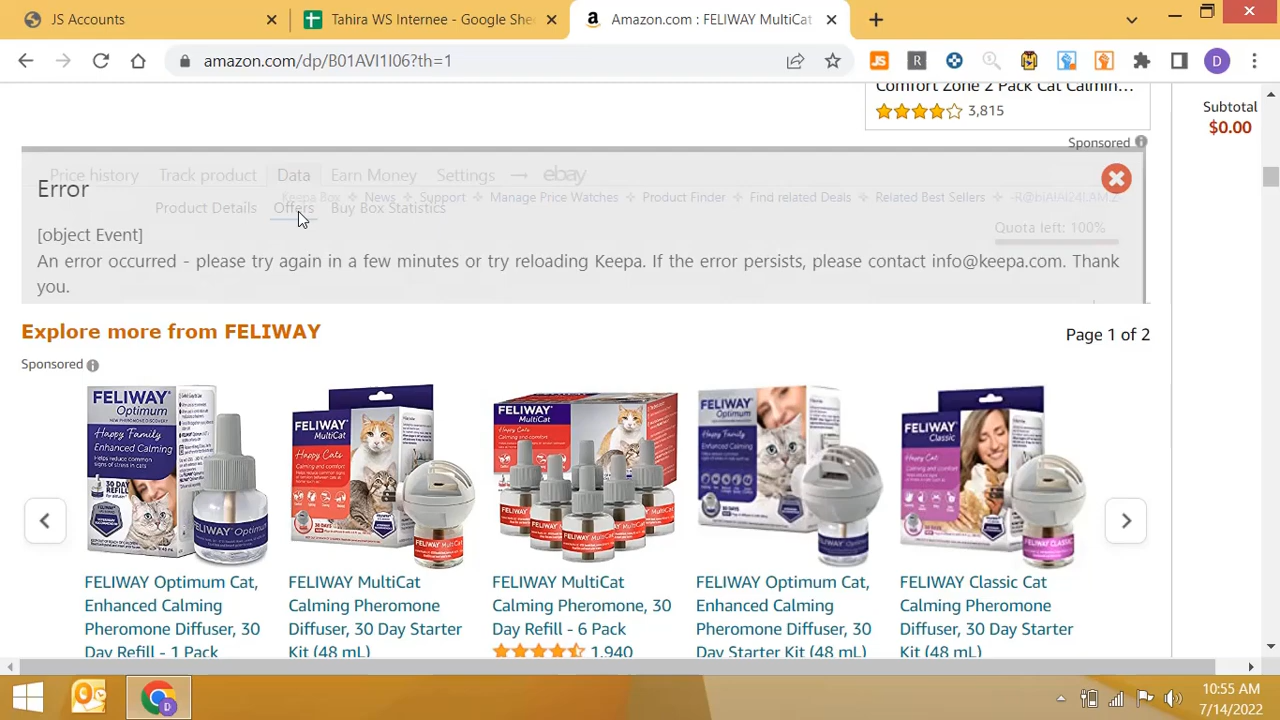 JS Accounts
Tahira WS Internee - Google She
Amazon.com : FELIWAY MultiCat
amazon.com/dp/B01AVI1I06?th=1
Comfort Zone 2 Pack Cat Calmin...
3,815
Subtotal
$0.00
Sponsored
Price history Track product Data Earn Money Settings → ebay
Error
Keepa Box News Support Manage Price Watches Product Finder Find related Deals Related Best Sellers
Product Details Offers Buy Box Statistics
Quota left: 100%
[object Event]
An error occurred - please try again in a few minutes or try reloading Keepa. If the error persists, please contact info@keepa.com. Thank
you.
Explore more from FELIWAY
Page 1 of 2
Sponsored
FELIWAY Optimum Cat,
Enhanced Calming
Pheromone Diffuser, 30
Day Refill - 1 Pack
FELIWAY MultiCat
Calming Pheromone
Diffuser, 30 Day Starter
Kit (48 mL)
FELIWAY MultiCat
Calming Pheromone, 30
Day Refill - 6 Pack
1,940
FELIWAY Optimum Cat,
Enhanced Calming
Pheromone Diffuser, 30
Day Starter Kit (48 mL)
FELIWAY Classic Cat
Calming Pheromone
Diffuser, 30 Day Starter
Kit (48 mL)
10:55 AM
7/14/2022